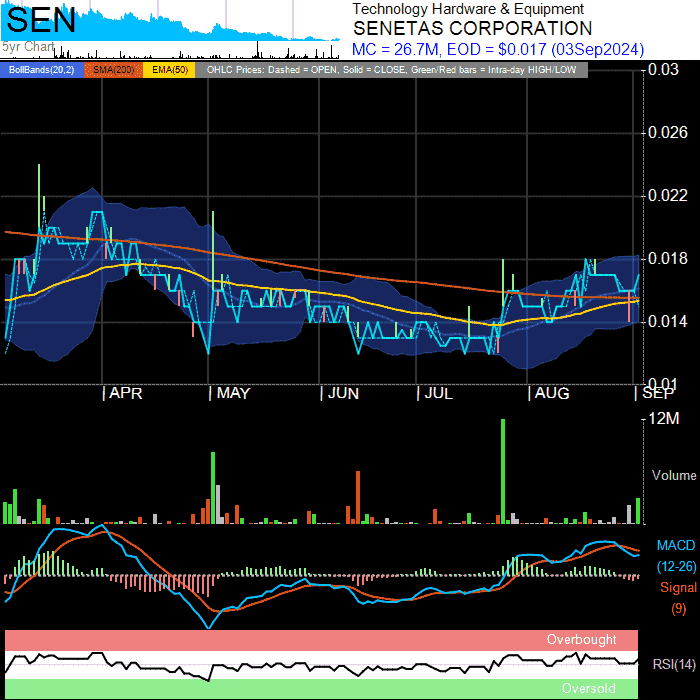 SEN
5yr Chart
Technology Hardware & Equipment
SENETAS CORPORATION
MC = 26.7M, EOD = $0.017 (03Sep2024)
BollBands(20,2) SMA(200) EMA(50) OHLC Prices: Dashed = OPEN, Solid = CLOSE, Green/Red bars = Intra-day HIGH/LOW
0.03
0.026
0.022
0.018
0.014
0.01
APR MAY JUN JUL AUG SEP
12M
Volume
MACD
(12-26)
Signal
(9)
Overbought
RSI(14)
Oversold